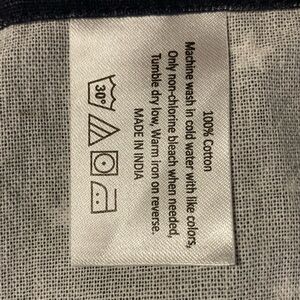 100% Cotton
Machine wash in cold water with like colors,
Only non-chlorine bleach when needed,
Tumble dry low, Warm iron on reverse.
MADE IN INDIA
30°